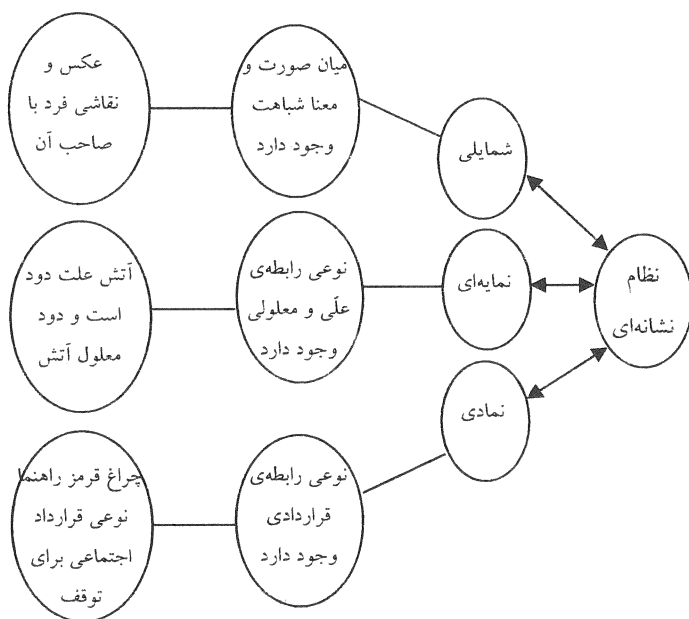 نظام
نشانه‌ای
شمایلی
میان صورت و
معنا شباهت
وجود دارد
عکس و
نقاشی فرد با
صاحب آن
نمایه‌ای
نوعی رابطه‌ی
علّی و معلولی
وجود دارد
آتش علت دود
است و دود
معلول آتش
نمادی
نوعی رابطه‌ی
قراردادی
وجود دارد
چراغ قرمز راهنما
نوعی قرارداد
اجتماعی برای
توقف